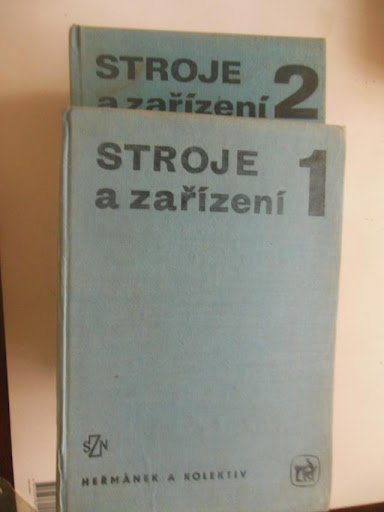 STROJE
a zařízení 2
STROJE
a zařízení 1
SZN
HEŘMÁNEK A KOLEKTIV